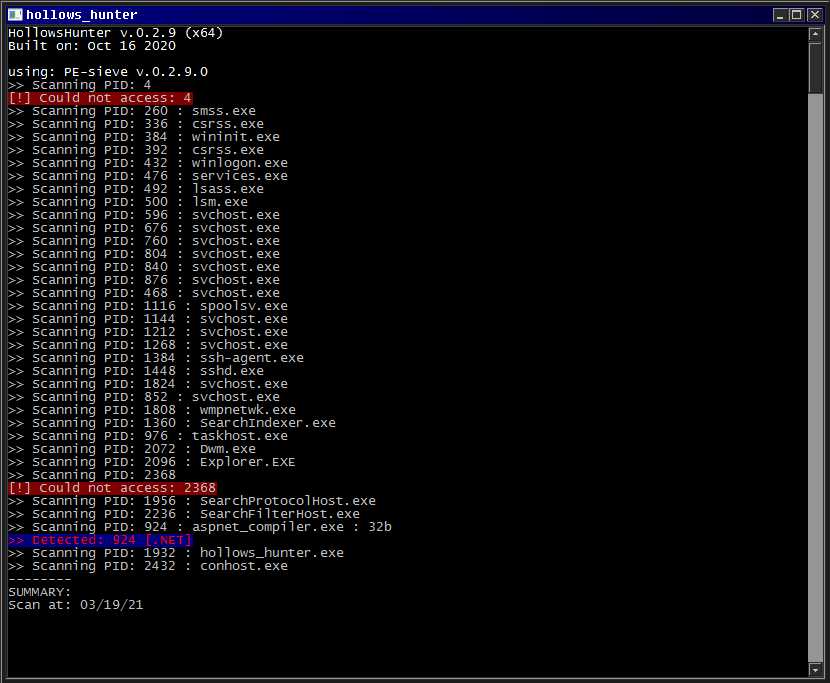 hollows_hunter
HollowsHunter v.0.2.9 (x64)
Built on: Oct 16 2020
using: PE-sieve v.0.2.9.0
>> Scanning PID: 4
[!] Could not access: 4
>> Scanning PID: 260 : smss.exe
>> Scanning PID: 336 : csrss.exe
>> Scanning PID: 384 : wininit.exe
>> Scanning PID: 392 : csrss.exe
>> Scanning PID: 432 : winlogon.exe
>> Scanning PID: 476 : services.exe
>> Scanning PID: 492 : lsass.exe
>> Scanning PID: 500 : lsm.exe
>> Scanning PID: 596 : svchost.exe
>> Scanning PID: 676 : svchost.exe
>> Scanning PID: 760 : svchost.exe
>> Scanning PID: 804 : svchost.exe
>> Scanning PID: 840 : svchost.exe
>> Scanning PID: 876 : svchost.exe
>> Scanning PID: 468 : svchost.exe
>> Scanning PID: 1116 : spoolsv.exe
>> Scanning PID: 1144 : svchost.exe
>> Scanning PID: 1212 : svchost.exe
>> Scanning PID: 1268 : svchost.exe
>> Scanning PID: 1384 : ssh-agent.exe
>> Scanning PID: 1448 : sshd.exe
>> Scanning PID: 1824 : svchost.exe
>> Scanning PID: 852 : svchost.exe
>> Scanning PID: 1808 : wmpnetwk.exe
>> Scanning PID: 1360 : SearchIndexer.exe
>> Scanning PID: 976 : taskhost.exe
>> Scanning PID: 2072 : Dwm.exe
>> Scanning PID: 2096 : Explorer.EXE
>> Scanning PID: 2368
[!] Could not access: 2368
>> Scanning PID: 1956 : SearchProtocolHost.exe
>> Scanning PID: 2236 : SearchFilterHost.exe
>> Scanning PID: 924 : aspnet_compiler.exe : 32b
>> Detected: 924 [.NET]
>> Scanning PID: 1932 : hollows_hunter.exe
>> Scanning PID: 2432 : conhost.exe
--------
SUMMARY:
Scan at: 03/19/21